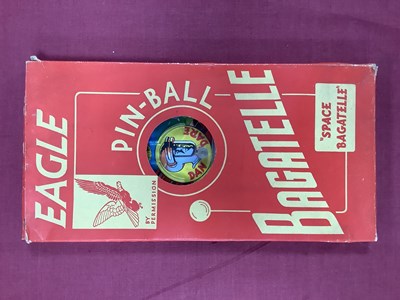 EAGLE
BY
PERMISSION
PIN-BALL
DAN
DARE
BAGATELLE
"SPACE
BAGATELLE"